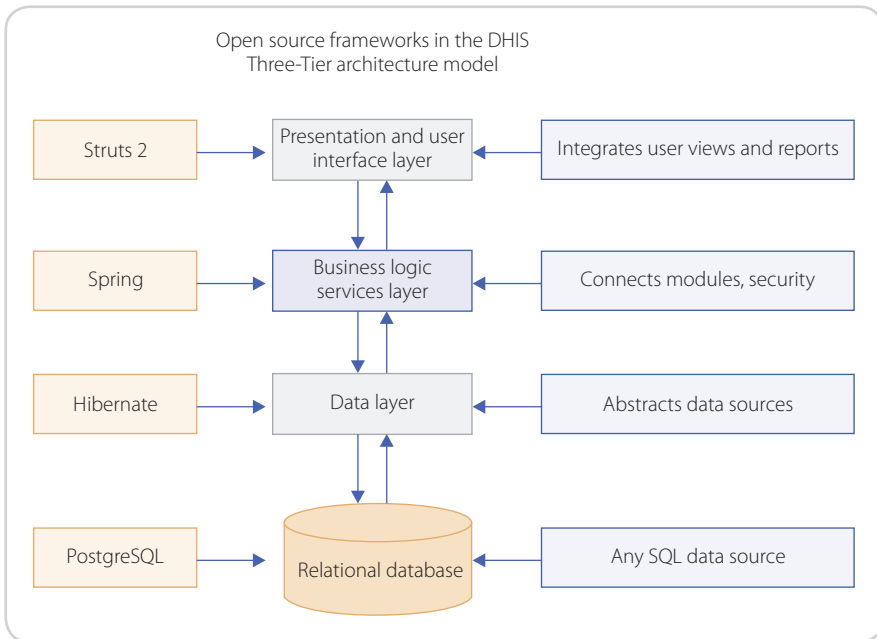 Open source frameworks in the DHIS
Three-Tier architecture model
Struts 2
Presentation and user
interface layer
Integrates user views and reports
Spring
Business logic
services layer
Connects modules, security
Hibernate
Data layer
Abstracts data sources
PostgreSQL
Relational database
Any SQL data source